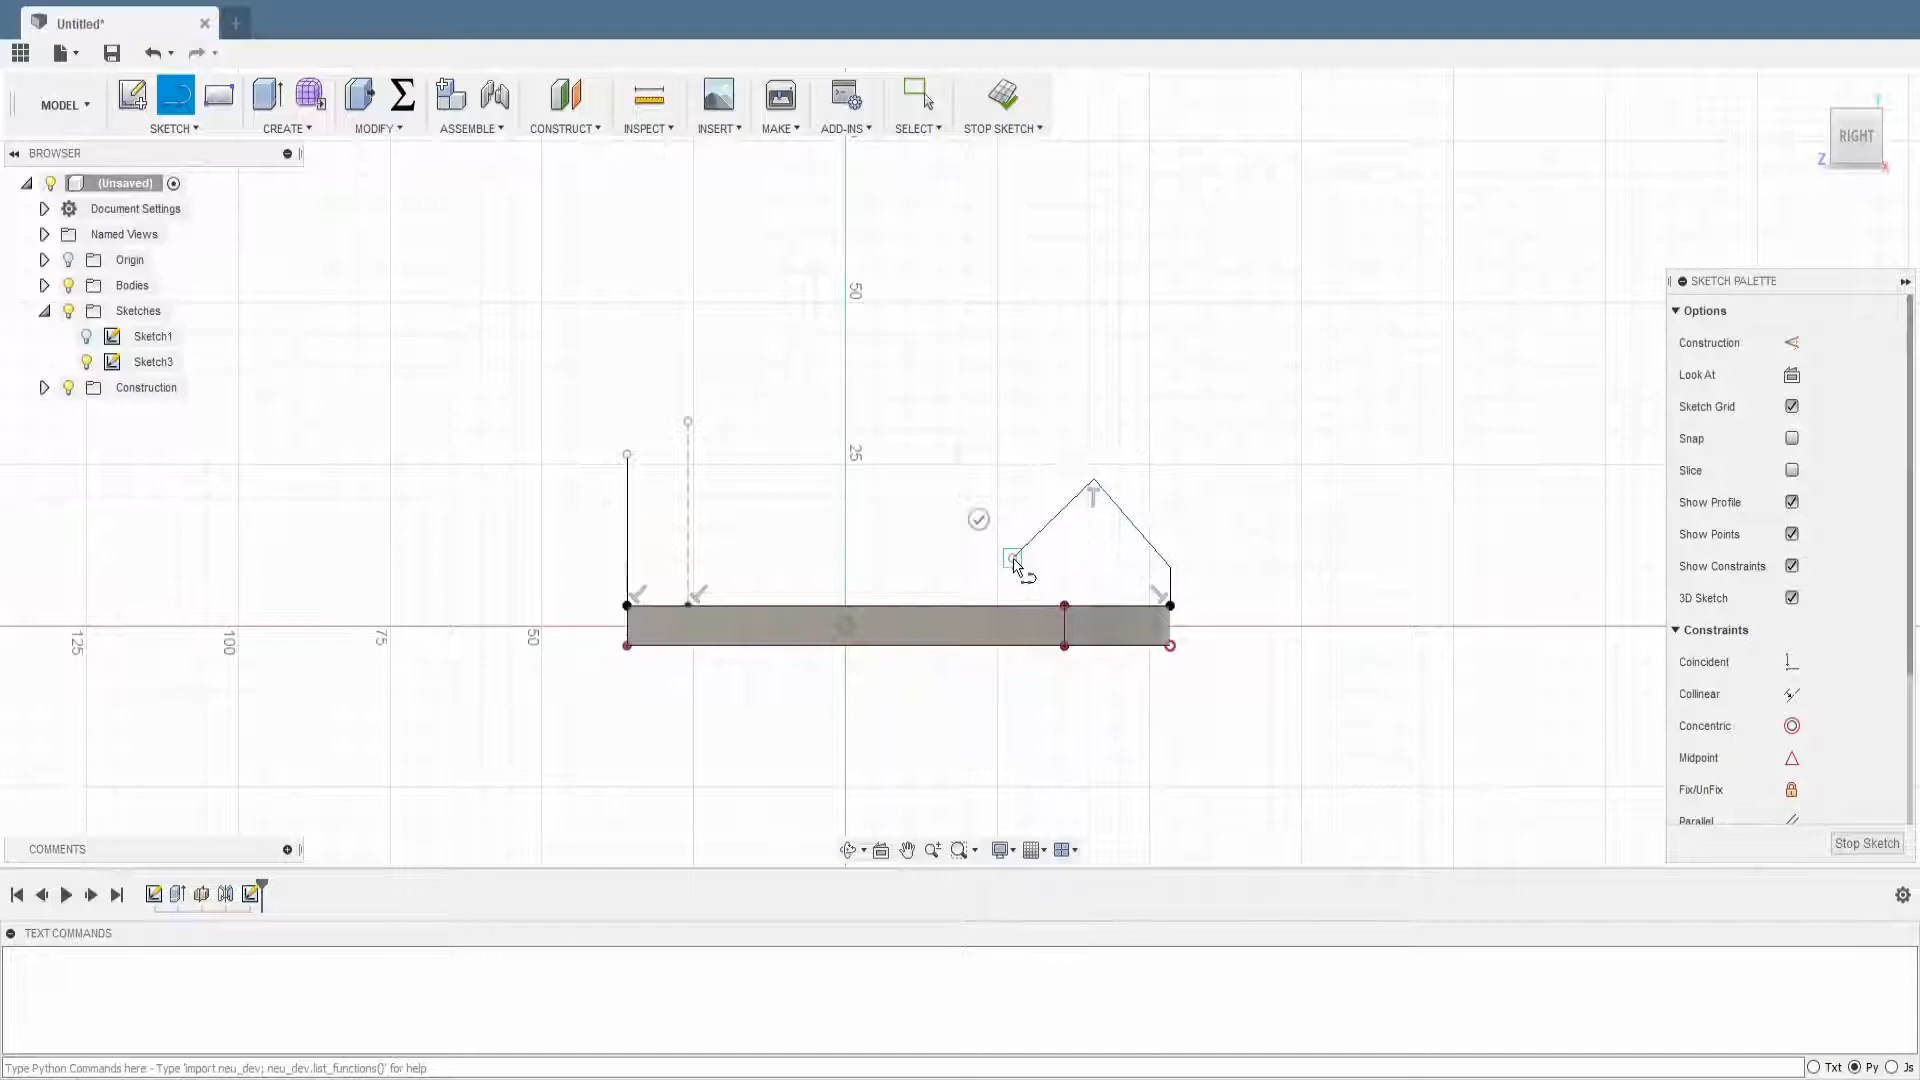 Untitled*
MODEL
SKETCH
CREATE
MODIFY
ASSEMBLE
CONSTRUCT
INSPECT
INSERT
MAKE
ADD-INS
SELECT
STOP SKETCH
BROWSER
(Unsaved)
Document Settings
Named Views
Origin
Bodies
Sketches
Sketch1
Sketch3
Construction
RIGHT
Z
X
50
25
125
100
75
50
SKETCH PALETTE
Options
Construction
Look At
Sketch Grid
Snap
Slice
Show Profile
Show Points
Show Constraints
3D Sketch
Constraints
Coincident
Collinear
Concentric
Midpoint
Fix/UnFix
Parallel
Stop Sketch
COMMENTS
TEXT COMMANDS
Type Python Commands here - Type 'import neu_dev; neu_dev.list_functions()' for help
Txt Py Js